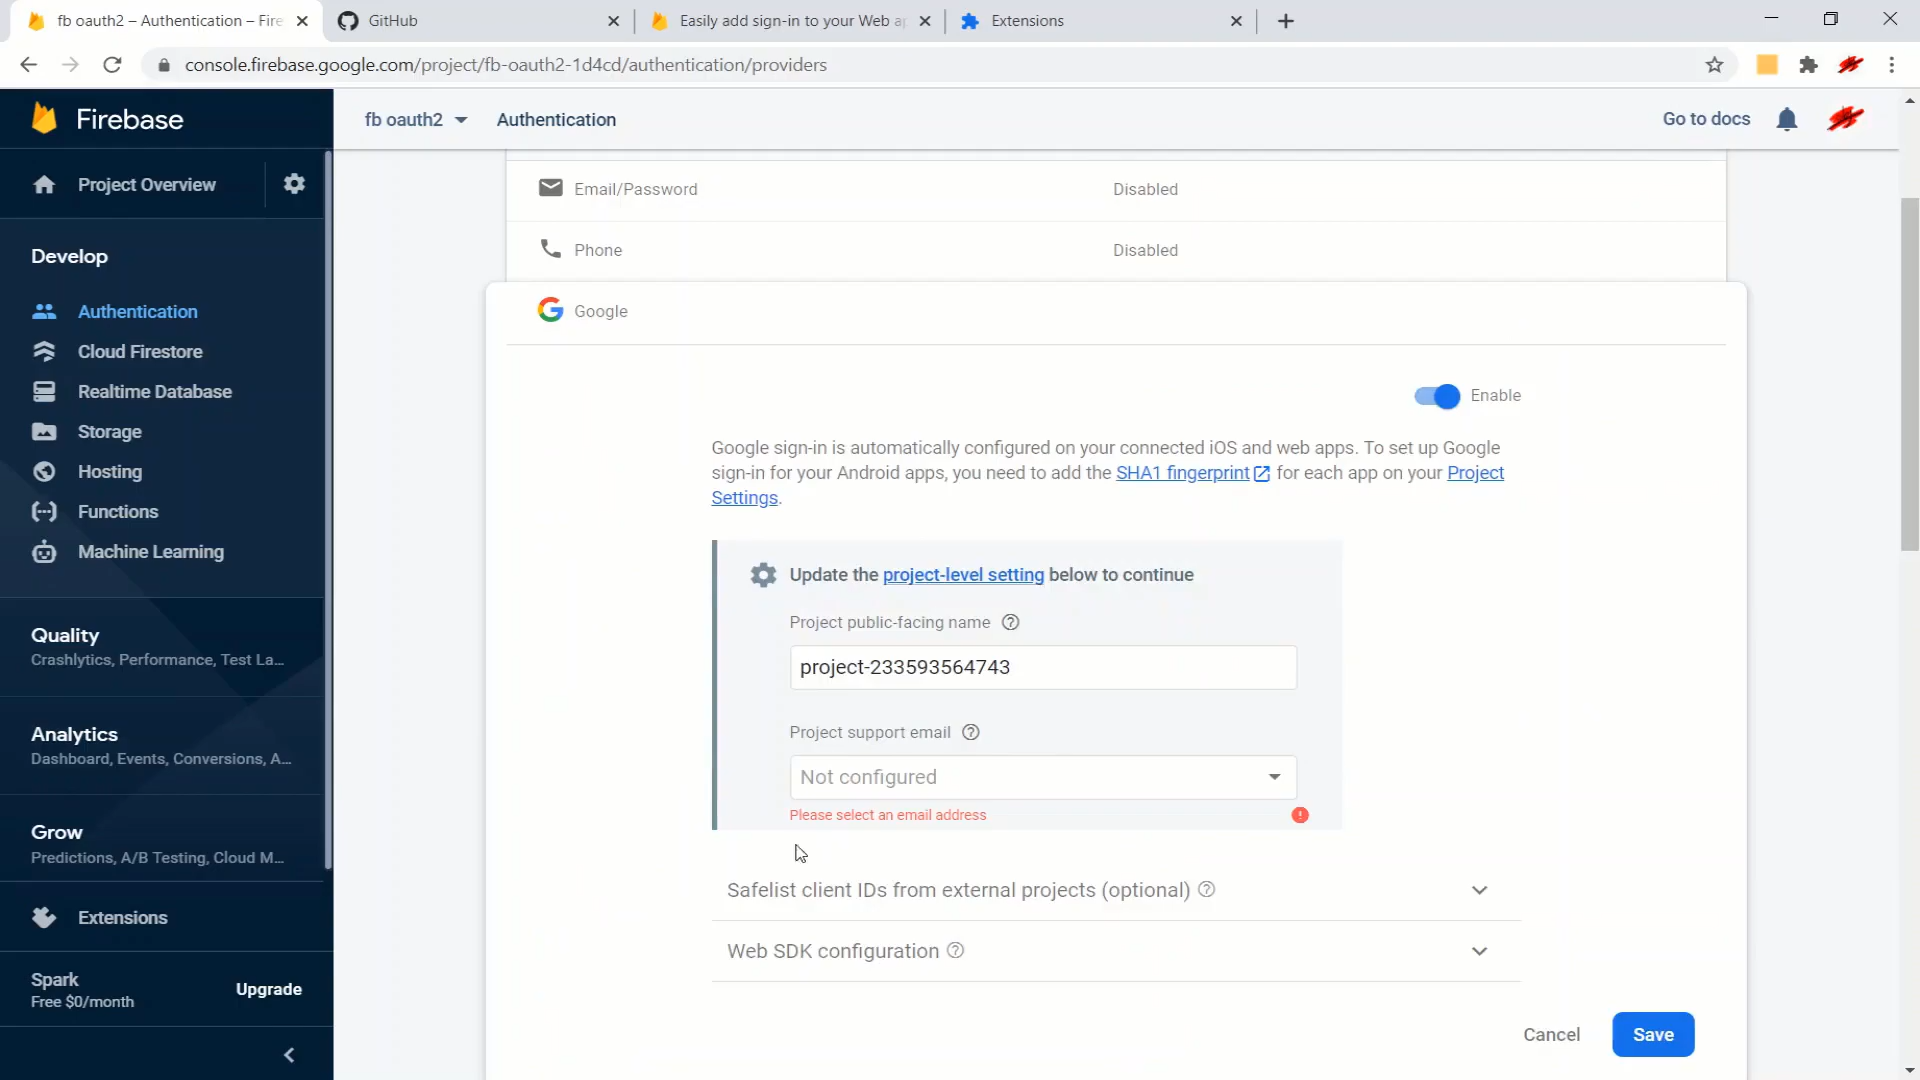 fb oauth2 – Authentication – Fire
GitHub
Easily add sign-in to your Web ap
Extensions
console.firebase.google.com/project/fb-oauth2-1d4cd/authentication/providers
Firebase
fb oauth2
Authentication
Go to docs
Project Overview
Develop
Authentication
Cloud Firestore
Realtime Database
Storage
Hosting
Functions
Machine Learning
Quality
Crashlytics, Performance, Test La...
Analytics
Dashboard, Events, Conversions, A...
Grow
Predictions, A/B Testing, Cloud M...
Extensions
Spark
Free $0/month
Upgrade
Email/Password
Disabled
Phone
Disabled
Google
Enable
Google sign-in is automatically configured on your connected iOS and web apps. To set up Google
sign-in for your Android apps, you need to add the SHA1 fingerprint for each app on your Project
Settings.
Update the project-level setting below to continue
Project public-facing name
project-233593564743
Project support email
Not configured
Please select an email address
Safelist client IDs from external projects (optional)
Web SDK configuration
Cancel
Save